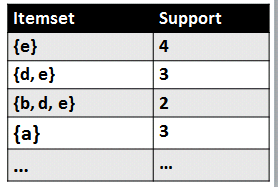 Itemset Support
{e} 4
{d, e} 3
{b, d, e} 2
{a} 3
... ...